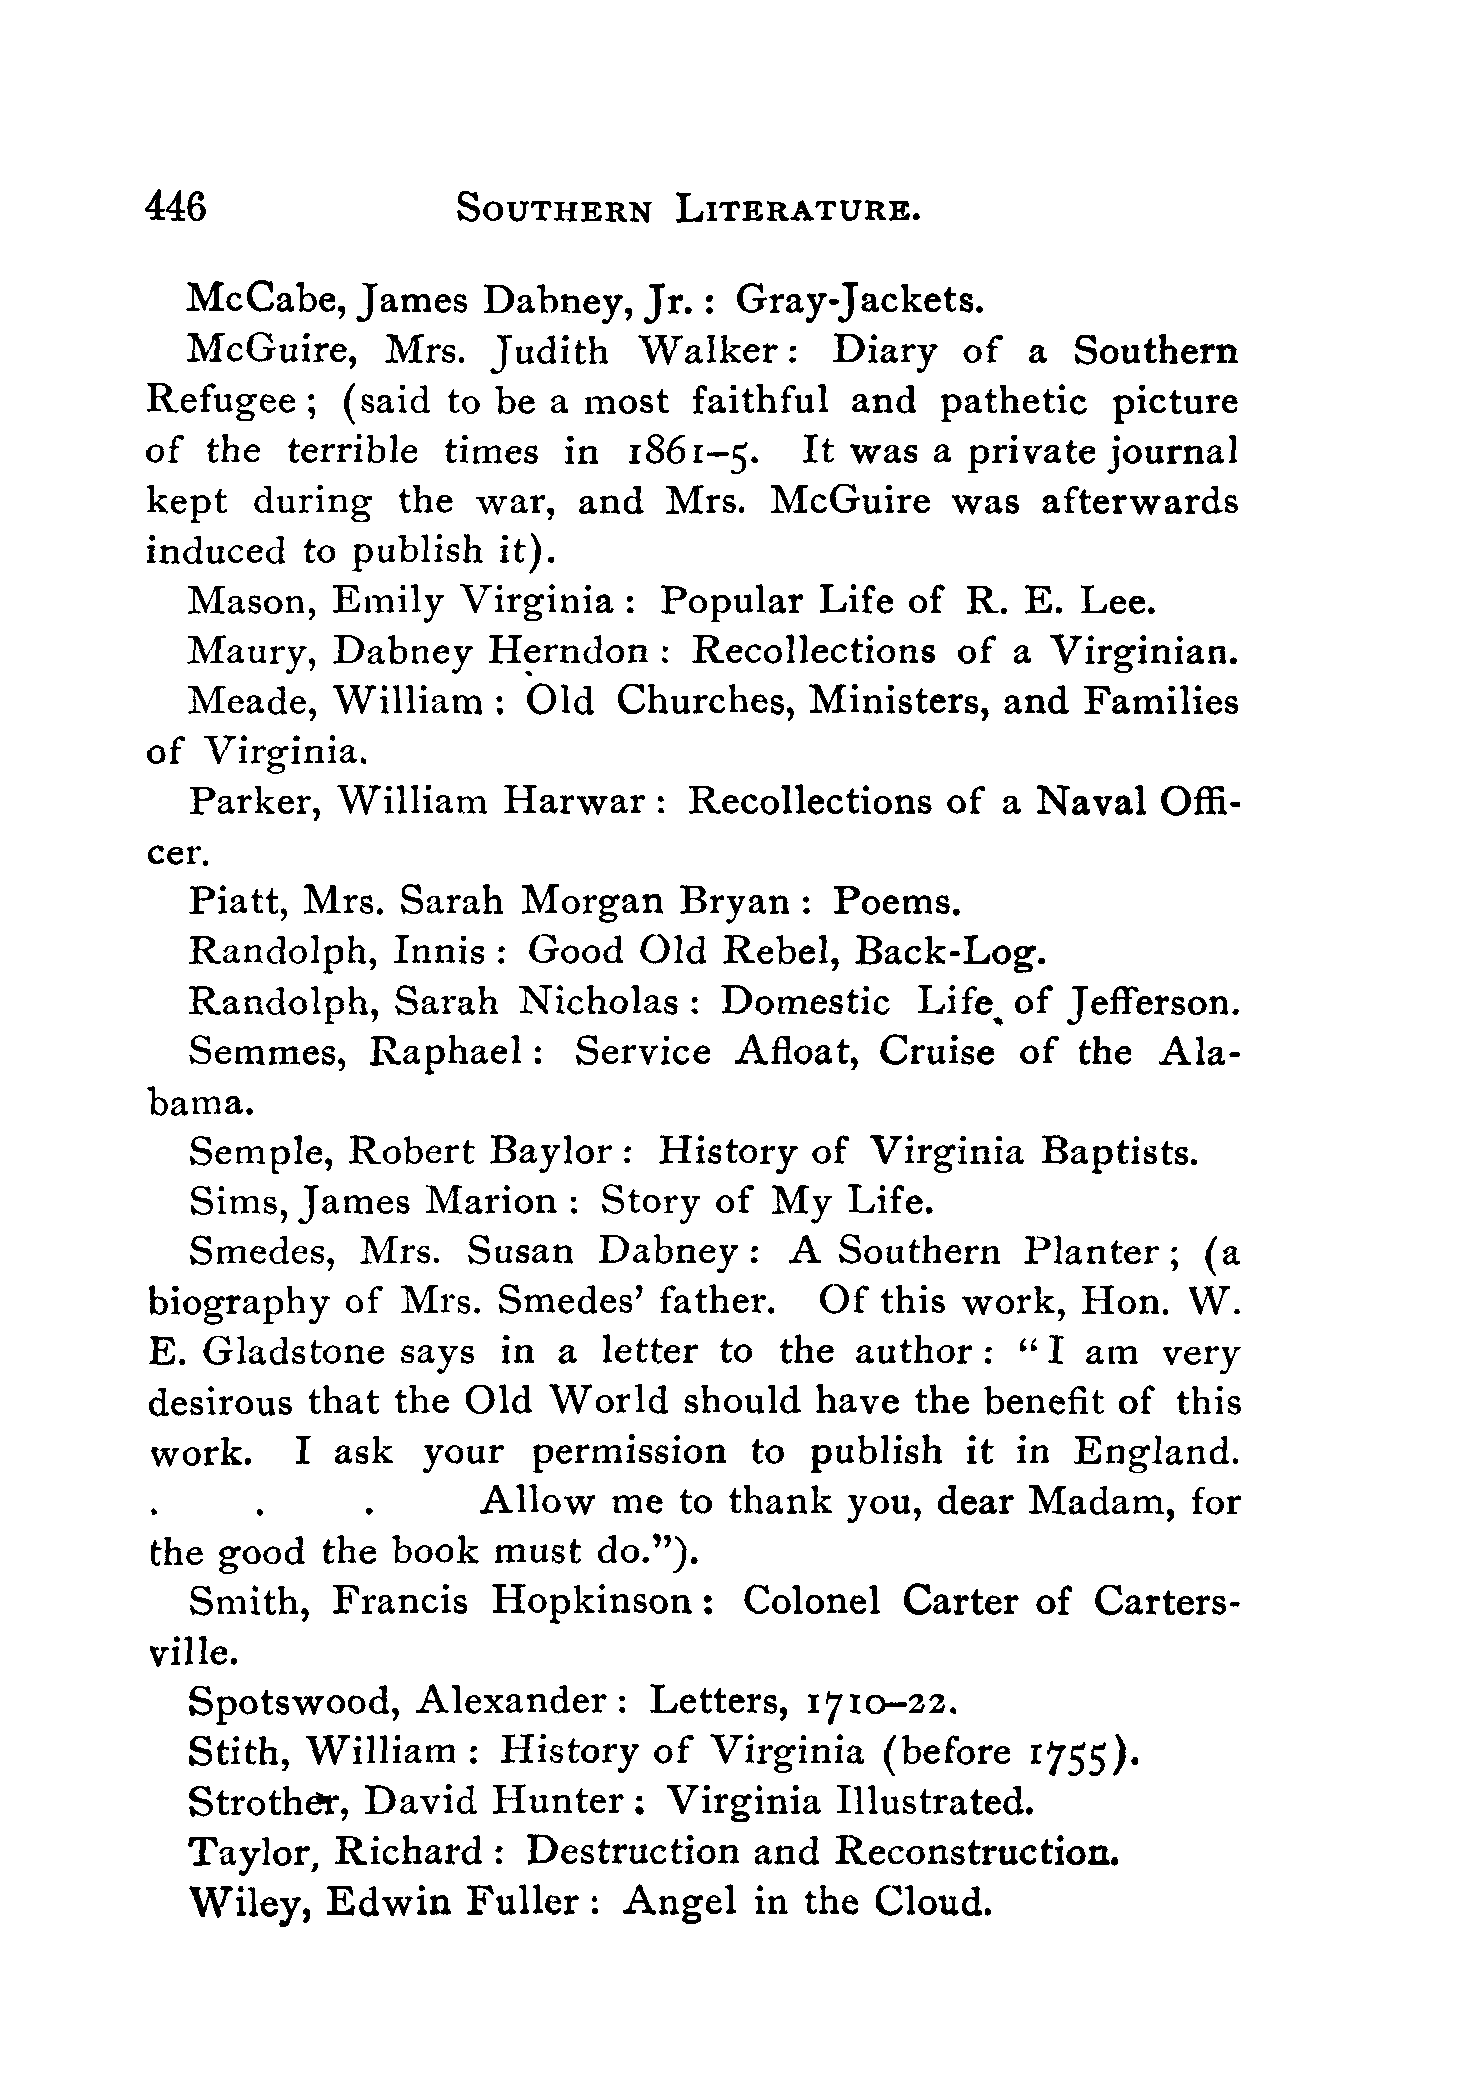 446 SOUTHERN LITERATURE.
McCabe, James Dabney, Jr. : Gray-Jackets.
McGuire, Mrs. Judith Walker : Diary of a Southern
Refugee ; (said to be a most faithful and pathetic picture
of the terrible times in 1861–5. It was a private journal
kept during the war, and Mrs. McGuire was afterwards
induced to publish it).
Mason, Emily Virginia : Popular Life of R. E. Lee.
Maury, Dabney Herndon : Recollections of a Virginian.
Meade, William : Old Churches, Ministers, and Families
of Virginia.
Parker, William Harwar : Recollections of a Naval Offi-
cer.
Piatt, Mrs. Sarah Morgan Bryan : Poems.
Randolph, Innis : Good Old Rebel, Back-Log.
Randolph, Sarah Nicholas : Domestic Life of Jefferson.
Semmes, Raphael : Service Afloat, Cruise of the Ala-
bama.
Semple, Robert Baylor : History of Virginia Baptists.
Sims, James Marion : Story of My Life.
Smedes, Mrs. Susan Dabney : A Southern Planter ; (a
biography of Mrs. Smedes' father. Of this work, Hon. W.
E. Gladstone says in a letter to the author : "I am very
desirous that the Old World should have the benefit of this
work. I ask your permission to publish it in England.
. . . Allow me to thank you, dear Madam, for
the good the book must do.").
Smith, Francis Hopkinson : Colonel Carter of Carters-
ville.
Spotswood, Alexander : Letters, 1710–22.
Stith, William : History of Virginia (before 1755).
Strother, David Hunter : Virginia Illustrated.
Taylor, Richard : Destruction and Reconstruction.
Wiley, Edwin Fuller : Angel in the Cloud.